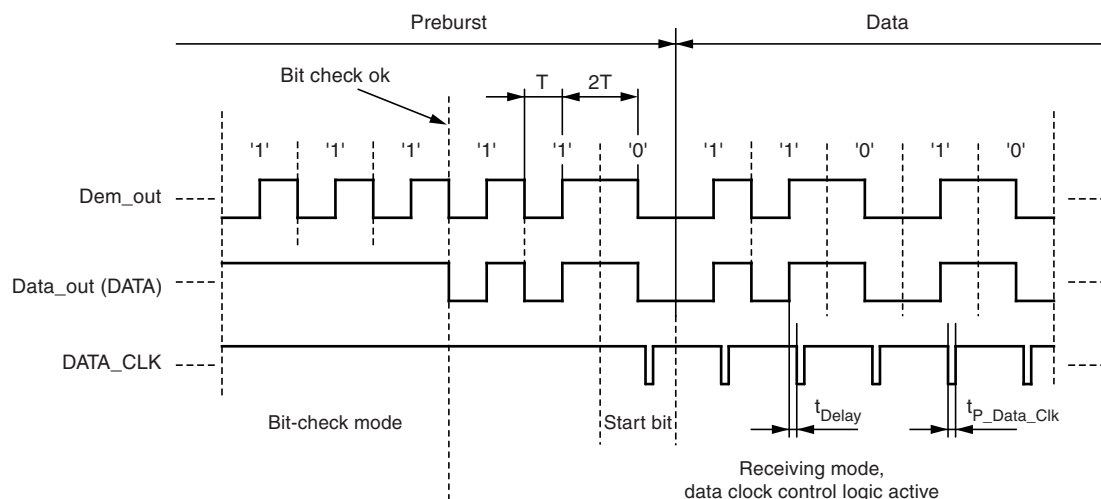 Preburst
Data
Bit check ok
T
2T
'1' '1' '1' '1' '1' '0' '1' '1' '0' '1' '0'
Dem_out
Data_out (DATA)
DATA_CLK
Bit-check mode
Start bit
tDelay
tP_Data_Clk
Receiving mode,
data clock control logic active